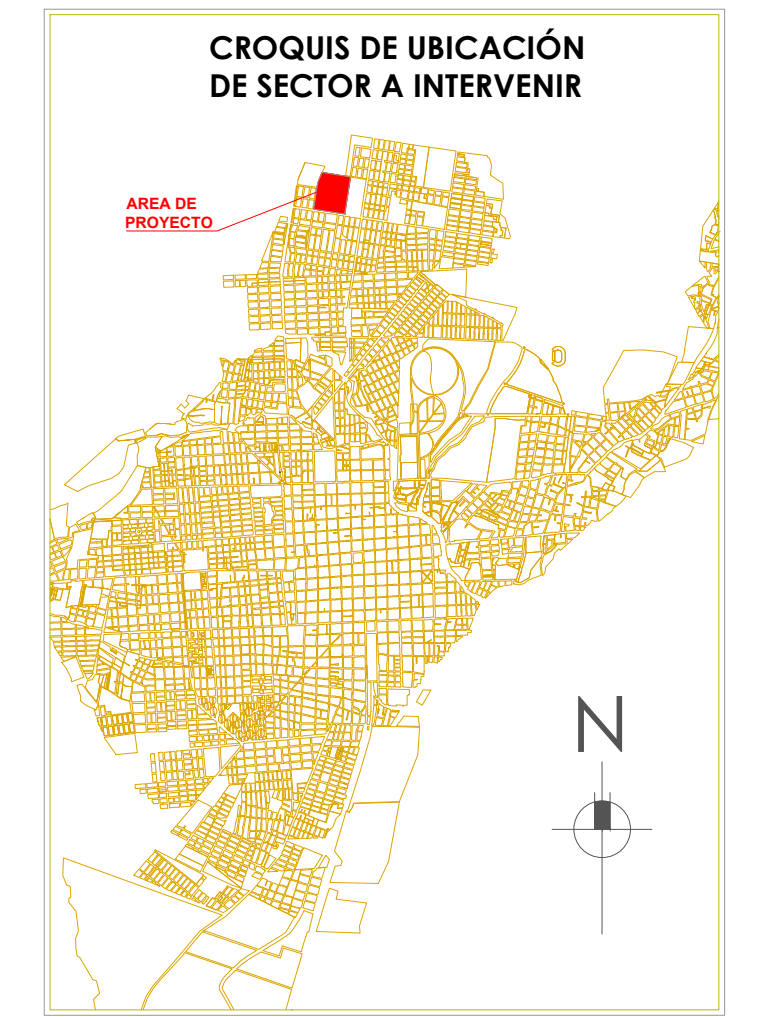 CROQUIS DE UBICACIÓN
DE SECTOR A INTERVENIR
AREA DE
PROYECTO
N